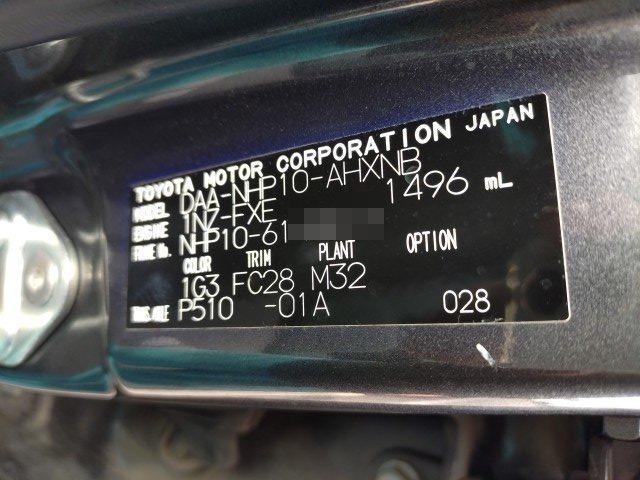 TOYOTA MOTOR CORPORATION JAPAN
MODEL DAA-NHP10-AHXNB
ENGINE 1NZ-FXE 1496 mL
FRAME No. NHP10-61
COLOR TRIM PLANT OPTION
1G3 FC28 M32
TRANS/AXLE P510 -01A 028